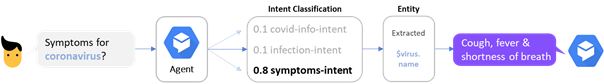 Intent Classification
Entity
Symptoms for
coronavirus?
Agent
0.1 covid-info-intent
0.1 infection-intent
0.8 symptoms-intent
Extracted
$virus.
name
Cough, fever &
shortness of breath